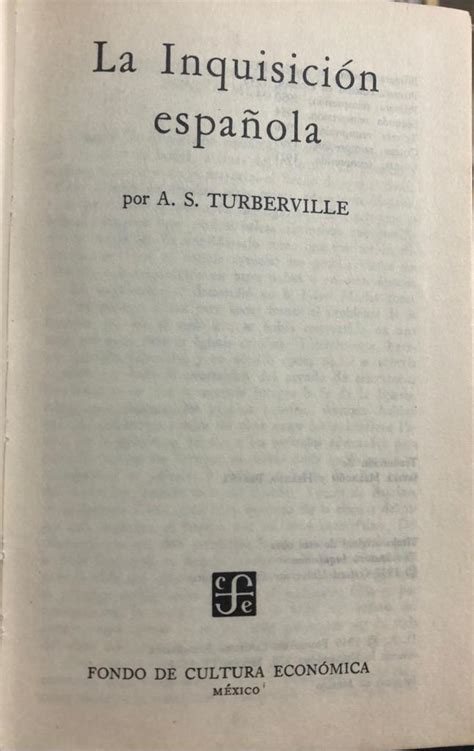 La Inquisición
española
por A. S. TURBERVILLE
c
f
e
FONDO DE CULTURA ECONÓMICA
MÉXICO